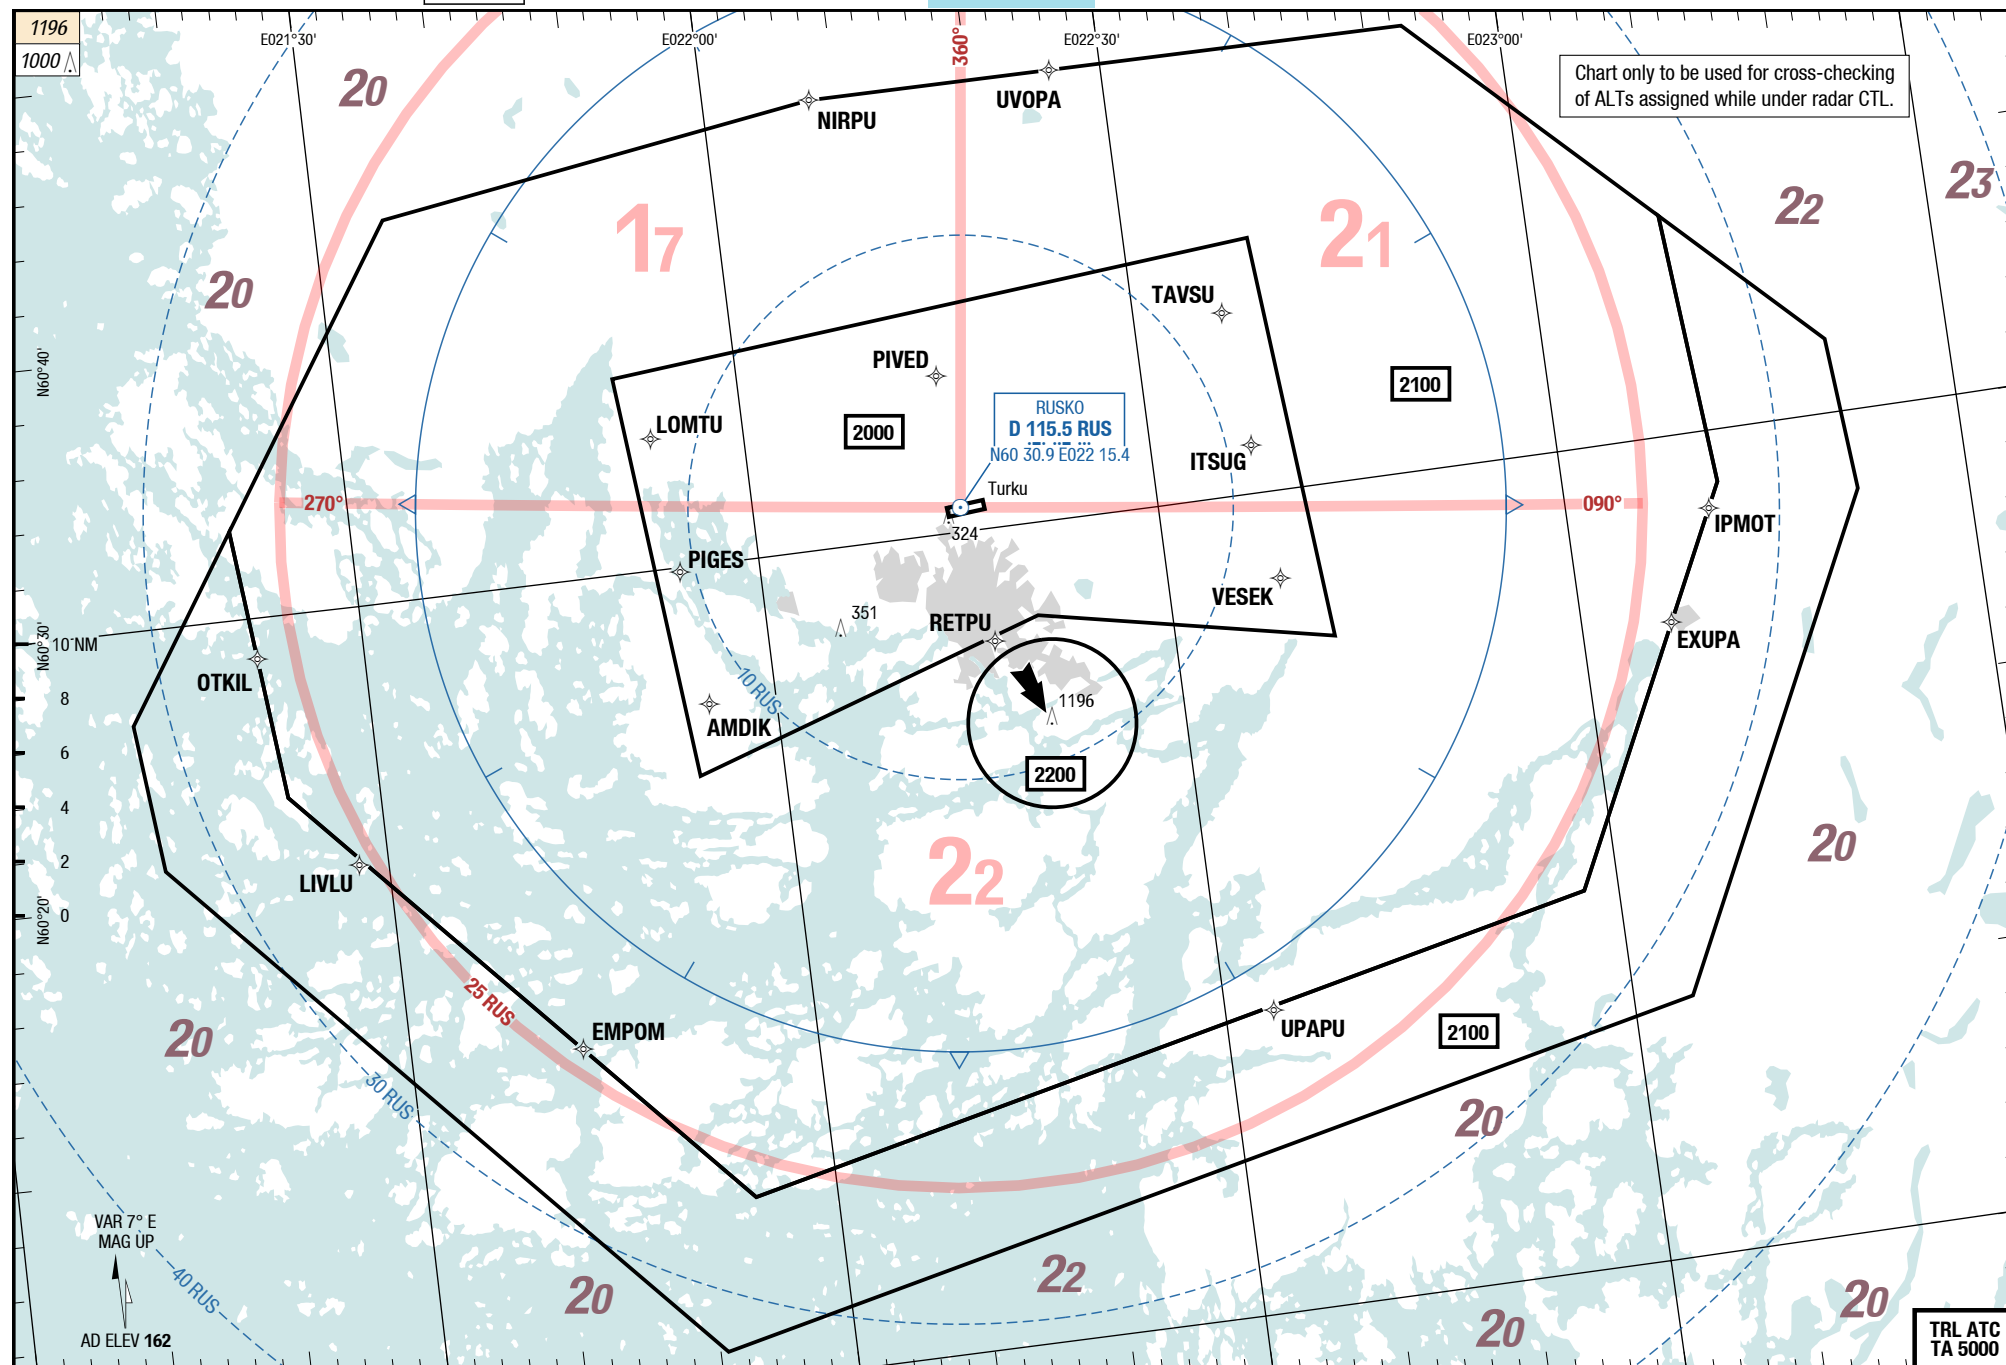 1196
1000
E021°30'
E022°00'
360°
E022°30'
E023°00'
Chart only to be used for cross-checking
of ALTs assigned while under radar CTL.
20
NIRPU
UVOPA
23
22
17
21
20
TAVSU
N60°40'
PIVED
2100
LOMTU
2000
RUSKO
D 115.5 RUS
N60 30.9 E022 15.4
ITSUG
Turku
270°
090°
IPMOT
324
PIGES
VESEK
351
RETPU
EXUPA
N60°30'
10 NM
OTKIL
8
10 RUS
1196
AMDIK
6
2200
4
20
2
LIVLU
22
N60°20'
0
25 RUS
EMPOM
UPAPU
2100
20
30 RUS
20
VAR 7° E
MAG UP
40 RUS
20
22
20
20
AD ELEV 162
TRL ATC
TA 5000